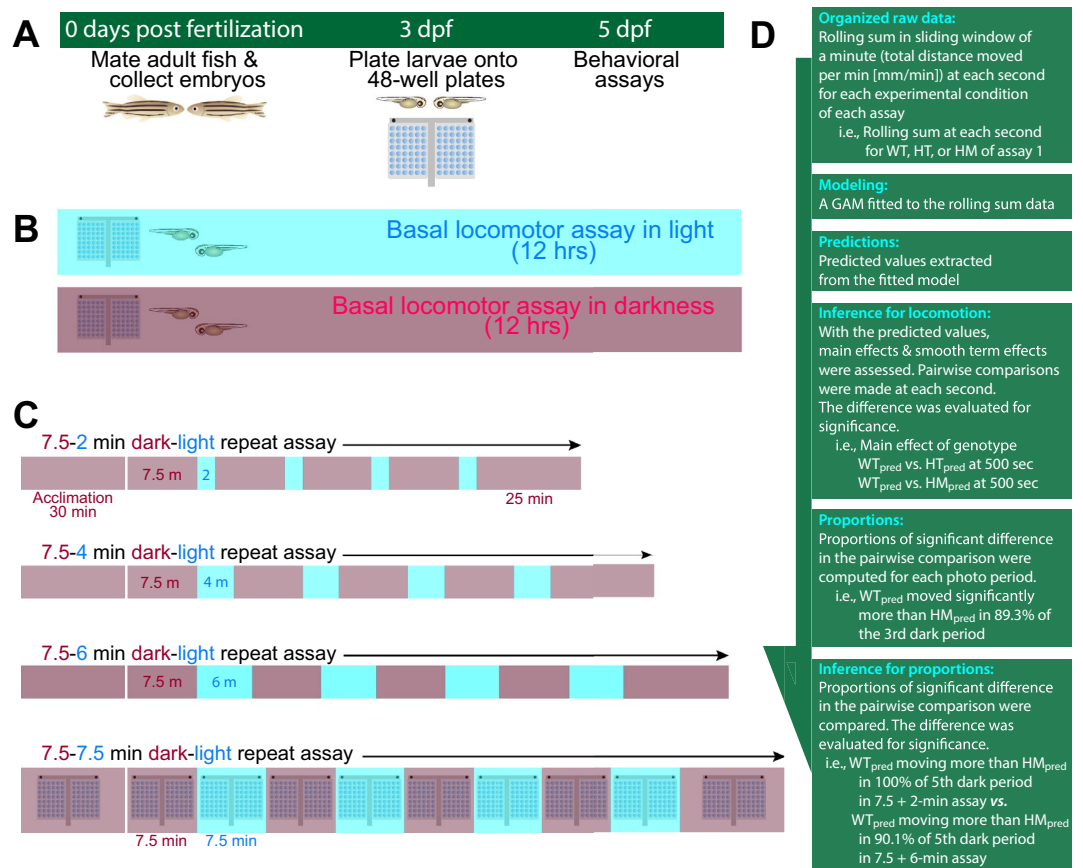 A
0 days post fertilization
3 dpf
5 dpf
Mate adult fish &
collect embryos
Plate larvae onto
48-well plates
Behavioral
assays
B
Basal locomotor assay in light
(12 hrs)
Basal locomotor assay in darkness
(12 hrs)
C
7.5-2 min dark-light repeat assay
7.5 m
2
Acclimation
30 min
25 min
7.5-4 min dark-light repeat assay
7.5 m
4 m
7.5-6 min dark-light repeat assay
7.5 m
6 m
7.5-7.5 min dark-light repeat assay
7.5 min
7.5 min
D
Organized raw data:
Rolling sum in sliding window of
a minute (total distance moved
per min [mm/min]) at each second
for each experimental condition
of each assay
i.e., Rolling sum at each second
for WT, HT, or HM of assay 1
Modeling:
A GAM fitted to the rolling sum data
Predictions:
Predicted values extracted
from the fitted model
Inference for locomotion:
With the predicted values,
main effects & smooth term effects
were assessed. Pairwise comparisons
were made at each second.
The difference was evaluated for
significance.
i.e., Main effect of genotype
WTpred vs. HTpred at 500 sec
WTpred vs. HMpred at 500 sec
Proportions:
Proportions of significant difference
in the pairwise comparison were
computed for each photo period.
i.e., WTpred moved significantly
more than HMpred in 89.3% of
the 3rd dark period
Inference for proportions:
Proportions of significant difference
in the pairwise comparison were
compared. The difference was
evaluated for significance.
i.e., WTpred moving more than HMpred
in 100% of 5th dark period
in 7.5 + 2-min assay vs.
WTpred moving more than HMpred
in 90.1% of 5th dark period
in 7.5 + 6-min assay